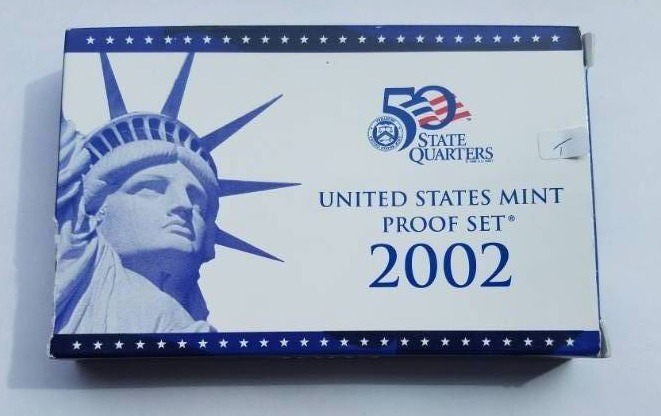 50
STATE
QUARTERS
UNITED STATES MINT
PROOF SET®
2002